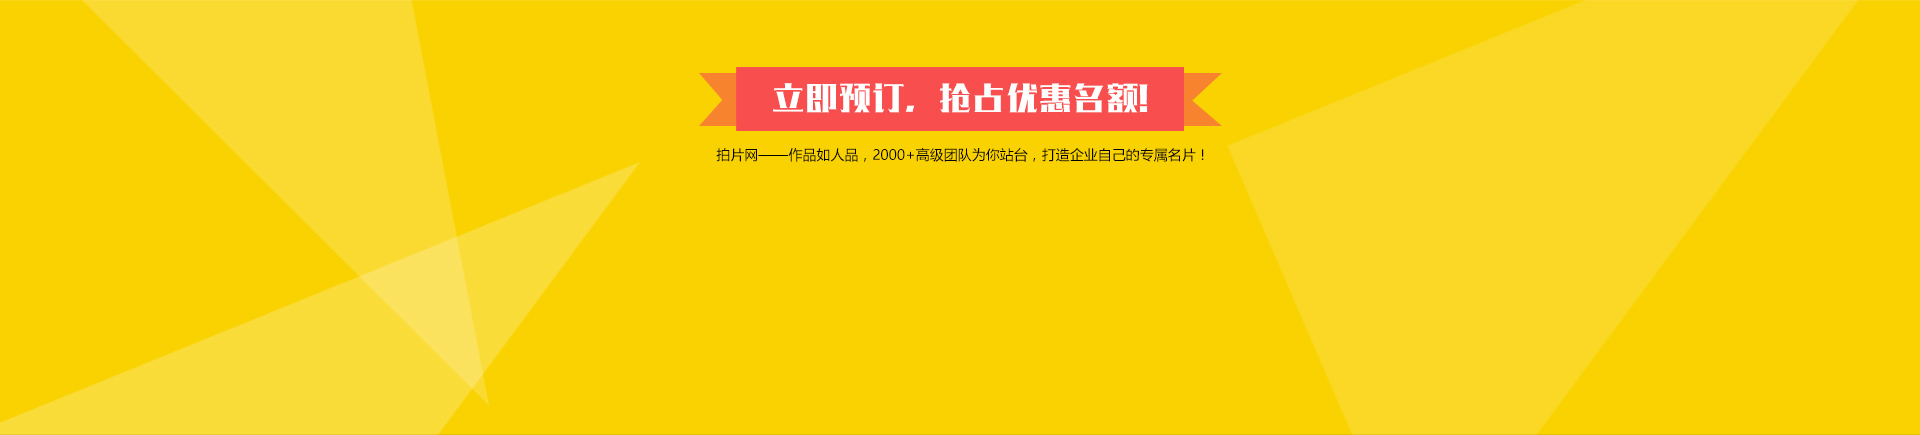 立即预订，抢占优惠名额!
拍片网——作品如人品，2000+高级团队为你站台，打造企业自己的专属名片！